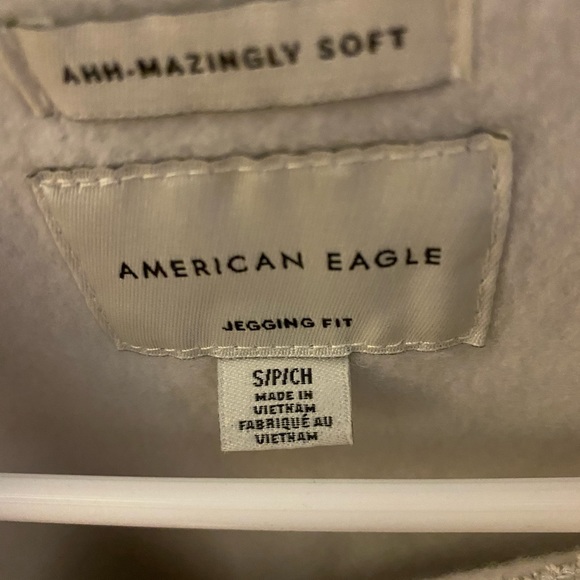 AHH-MAZINGLY SOFT
AMERICAN EAGLE
JEGGING FIT
S/P/CH
MADE IN
VIETNAM
FABRIQUÉ AU
VIETNAM